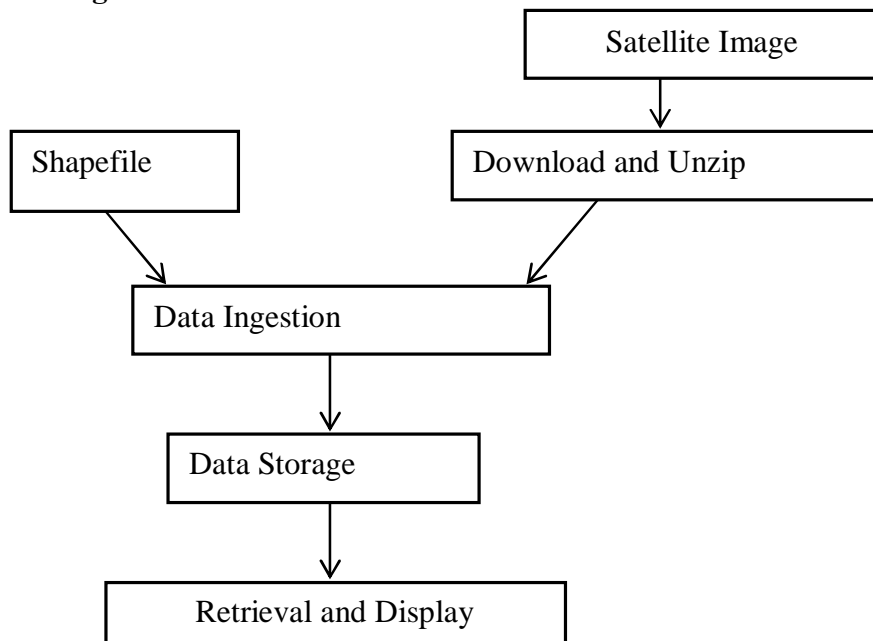 Satellite Image
Shapefile
Download and Unzip
Data Ingestion
Data Storage
Retrieval and Display